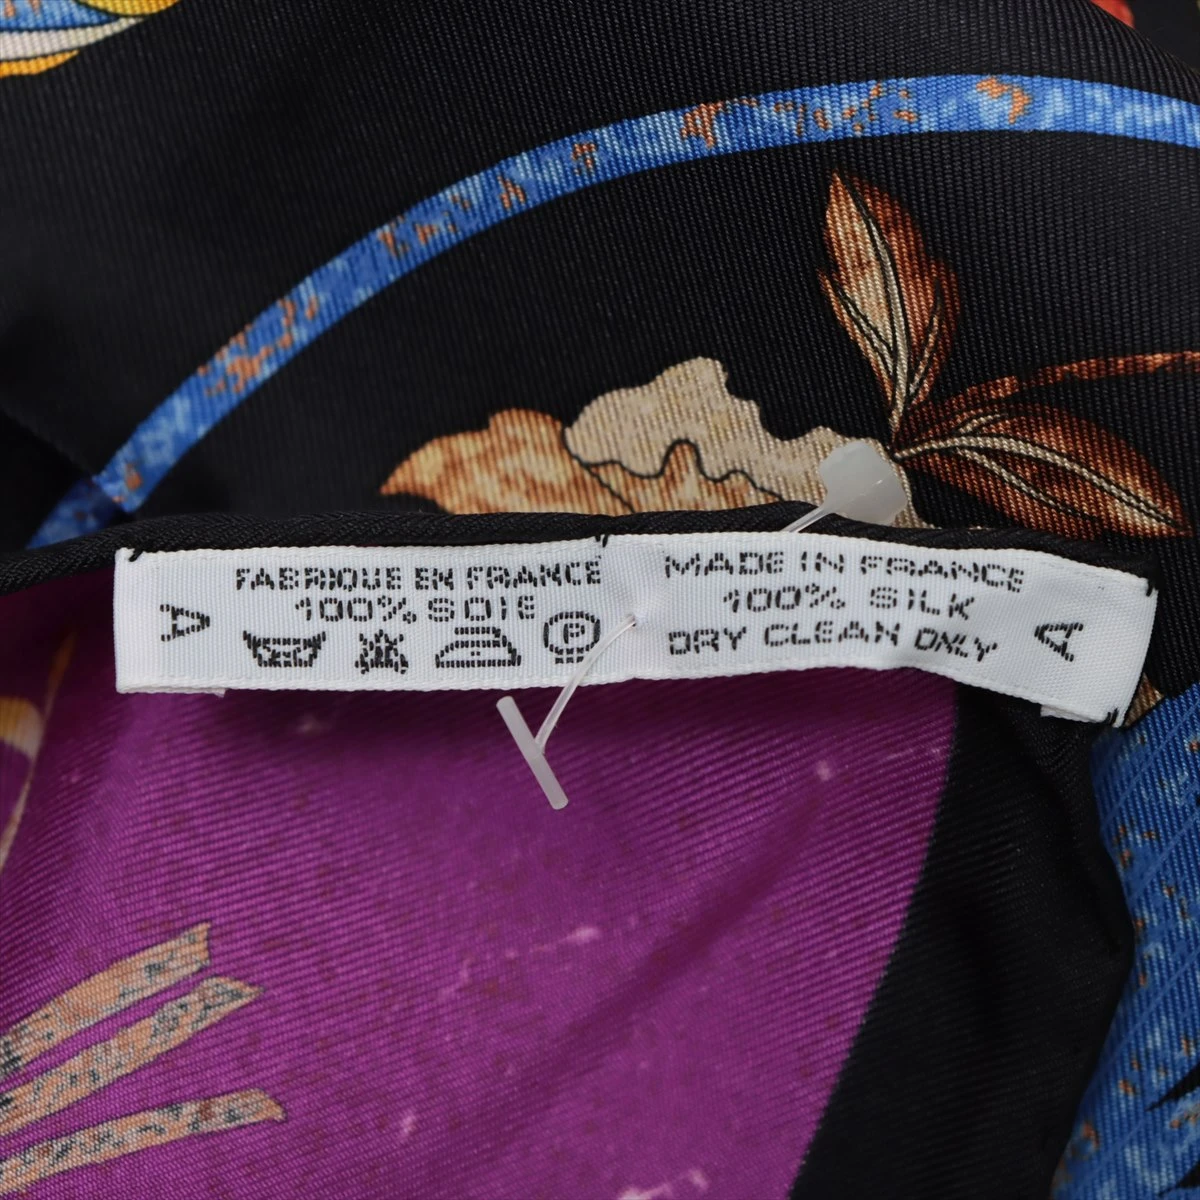 FABRIQUE EN FRANCE
100% SOIE
A
P
MADE IN FRANCE
100% SILK
DRY CLEAN ONLY
A